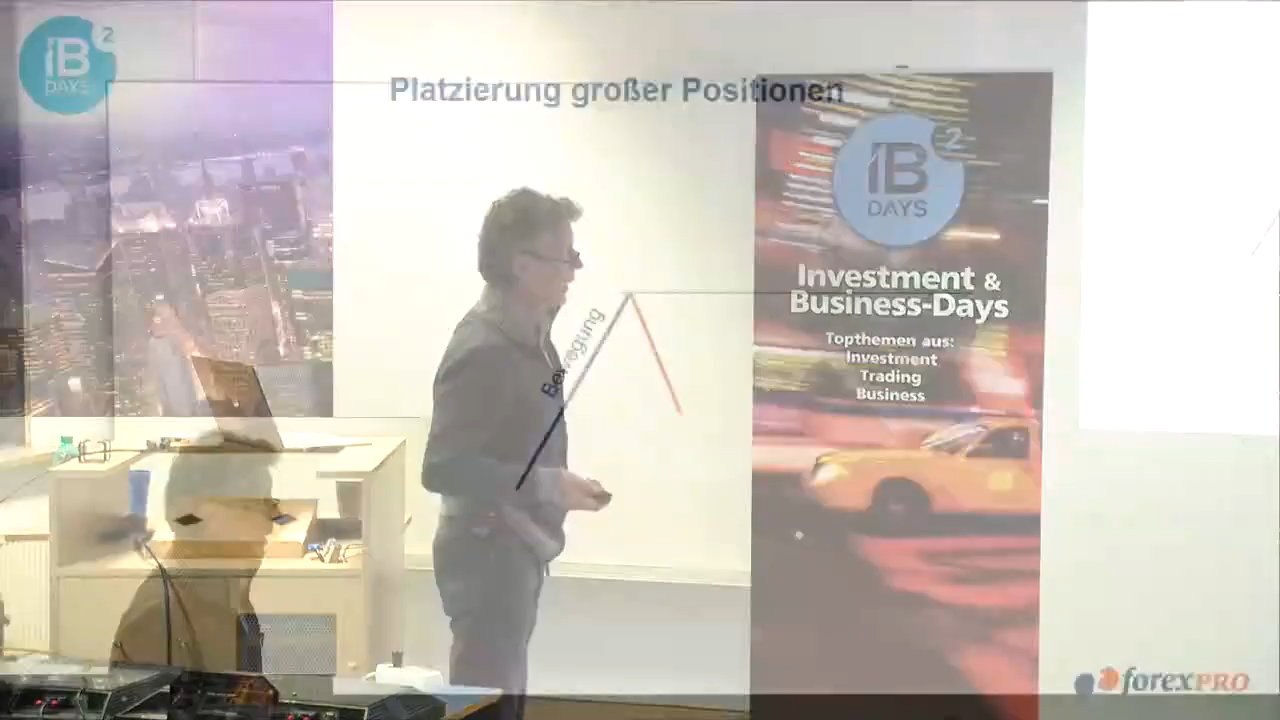 iB 2
DAYS
Platzierung großer Positionen
iB 2
DAYS
Investment &
Business-Days
Topthemen aus:
Investment
Trading
Business
Bewegung
forexPRO